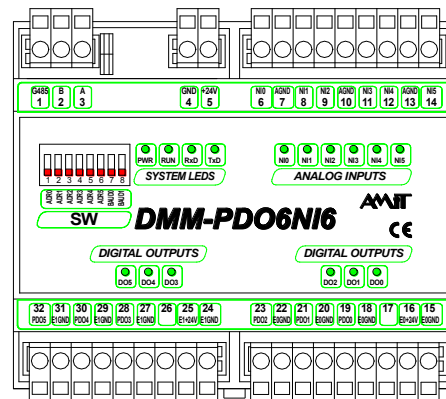 G485 B A GND +24V NI0 AGND NI1 NI2 AGND NI3 NI4 AGND NI5
1 2 3 4 5 6 7 8 9 10 11 12 13 14
PWR RUN RxD TxD NI0 NI1 NI2 NI3 NI4 NI5
SYSTEM LEDS ANALOG INPUTS
1 2 3 4 5 6 7 8
ADR0 ADR1 ADR2 ADR3 ADR4 ADR5 BAUD0 BAUD1
AMiT
SW DMM-PDO6NI6 CE
DIGITAL OUTPUTS DIGITAL OUTPUTS
DO5 DO4 DO3 DO2 DO1 DO0
32 31 30 29 28 27 26 25 24 23 22 21 20 19 18 17 16 15
PDO5 E1GND PDO4 E1GND PDO3 E1GND E1+24V E1GND PDO2 E0GND PDO1 E0GND PDO0 E0GND E0+24V E0GND